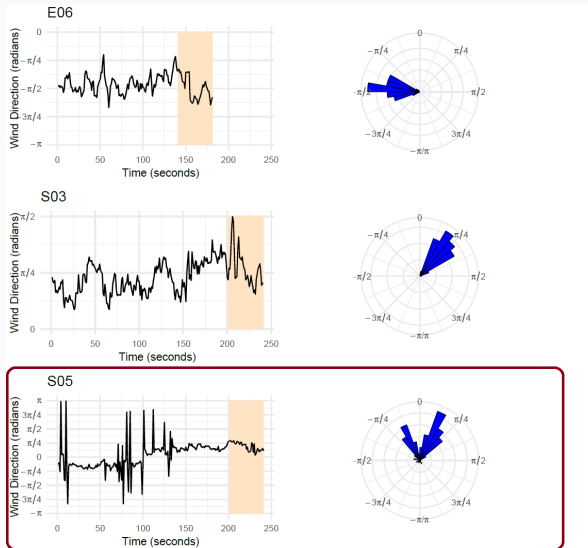 E06
Wind Direction (radians)
0
−π/4
−π/2
3π/4
−π
0 50 100 150 200 250
Time (seconds)
0
−π/4 π/4
-π/2 π/2
−3π/4 3π/4
−π/π
S03
Wind Direction (radians)
π/2
π/4
0
0 50 100 150 200 250
Time (seconds)
0
−π/4 π/4
-π/2 π/2
−3π/4 3π/4
−π/π
S05
Wind Direction (radians)
π
3π/4
π/2
π/4
0
−π/4
−π/2
3π/4
−π
0 50 100 150 200 250
Time (seconds)
0
−π/4 π/4
-π/2 π/2
−3π/4 3π/4
−π/π